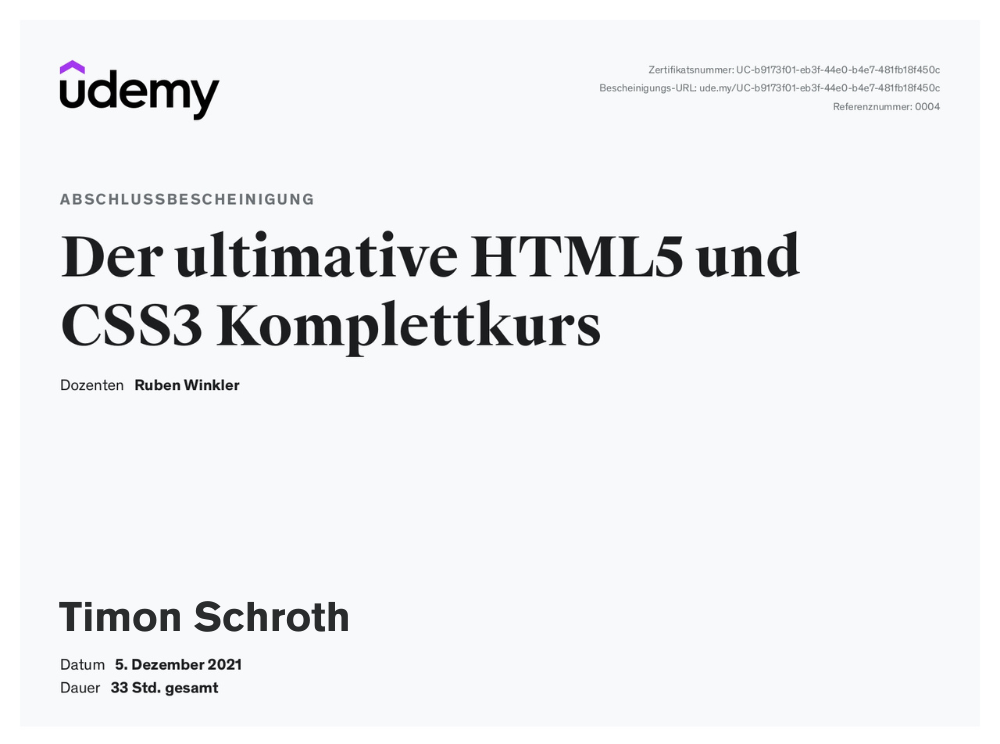 udemy
Zertifikatsnummer: UC-b9173f01-eb3f-44e0-b4e7-481fb18f450c
Bescheinigungs-URL: ude.my/UC-b9173f01-eb3f-44e0-b4e7-481fb18f450c
Referenznummer: 0004
ABSCHLUSSBESCHEINIGUNG
Der ultimative HTML5 und
CSS3 Komplettkurs
Dozenten Ruben Winkler
Timon Schroth
Datum 5. Dezember 2021
Dauer 33 Std. gesamt